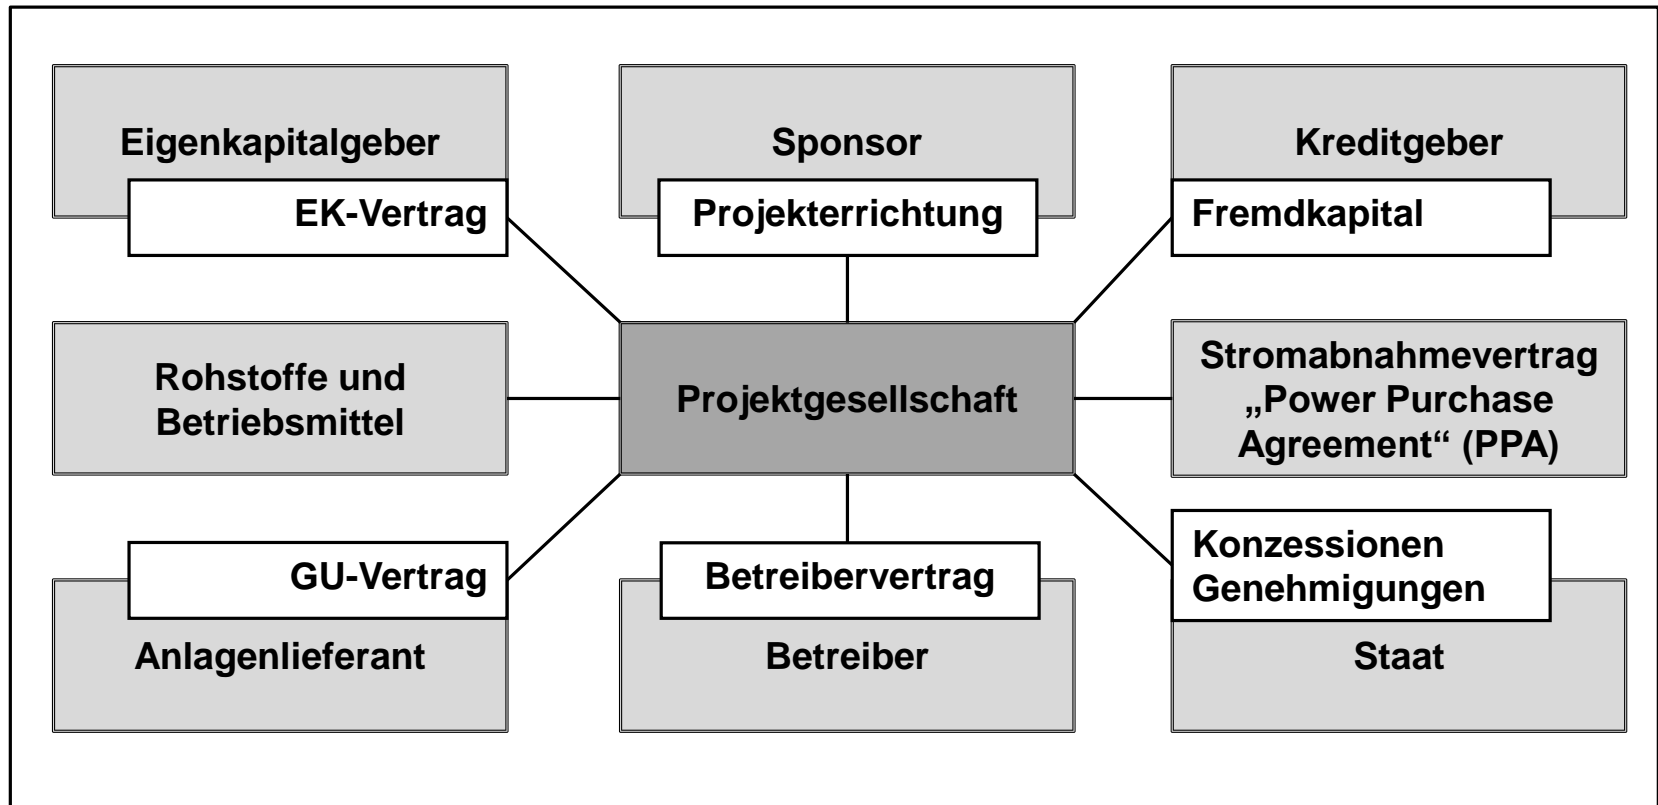 Eigenkapitalgeber
EK-Vertrag
Sponsor
Projekterrichtung
Kreditgeber
Fremdkapital
Rohstoffe und
Betriebsmittel
Projektgesellschaft
Stromabnahmevertrag
„Power Purchase
Agreement“ (PPA)
GU-Vertrag
Anlagenlieferant
Betreibervertrag
Betreiber
Konzessionen
Genehmigungen
Staat